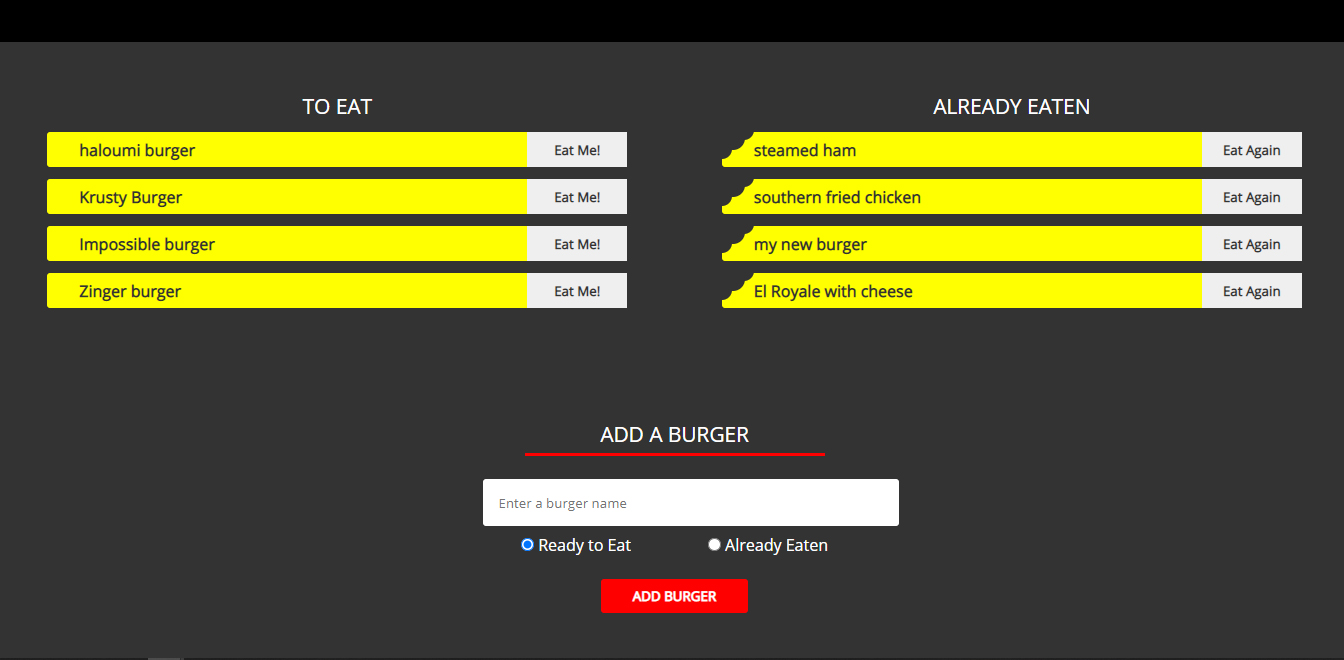 TO EAT
haloumi burger Eat Me!
Krusty Burger Eat Me!
Impossible burger Eat Me!
Zinger burger Eat Me!
ALREADY EATEN
steamed ham Eat Again
southern fried chicken Eat Again
my new burger Eat Again
El Royale with cheese Eat Again
ADD A BURGER
Enter a burger name
Ready to Eat Already Eaten
ADD BURGER